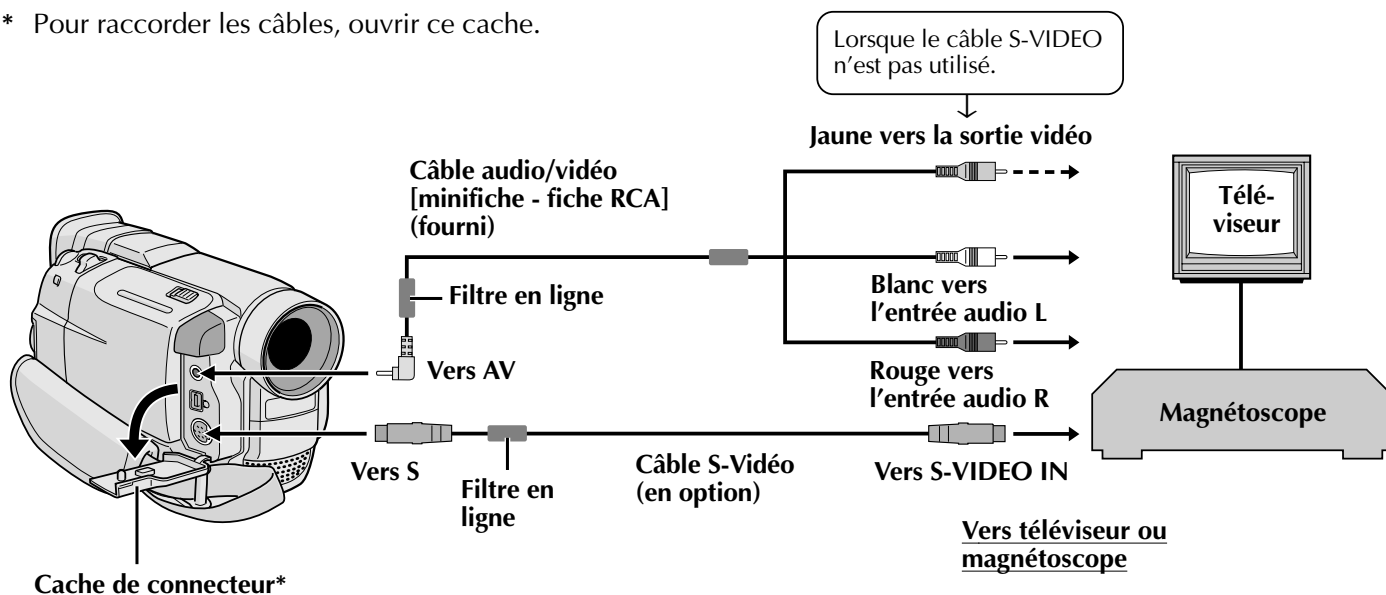 * Pour raccorder les câbles, ouvrir ce cache.
Lorsque le câble S-VIDEO
n'est pas utilisé.
Jaune vers la sortie vidéo
Câble audio/vidéo
[minifiche - fiche RCA]
(fourni)
Télé-
viseur
Filtre en ligne
Blanc vers
l'entrée audio L
Vers AV
Rouge vers
l'entrée audio R
Magnétoscope
Vers S
Filtre en
ligne
Câble S-Vidéo
(en option)
Vers S-VIDEO IN
Vers téléviseur ou
magnétoscope
Cache de connecteur*